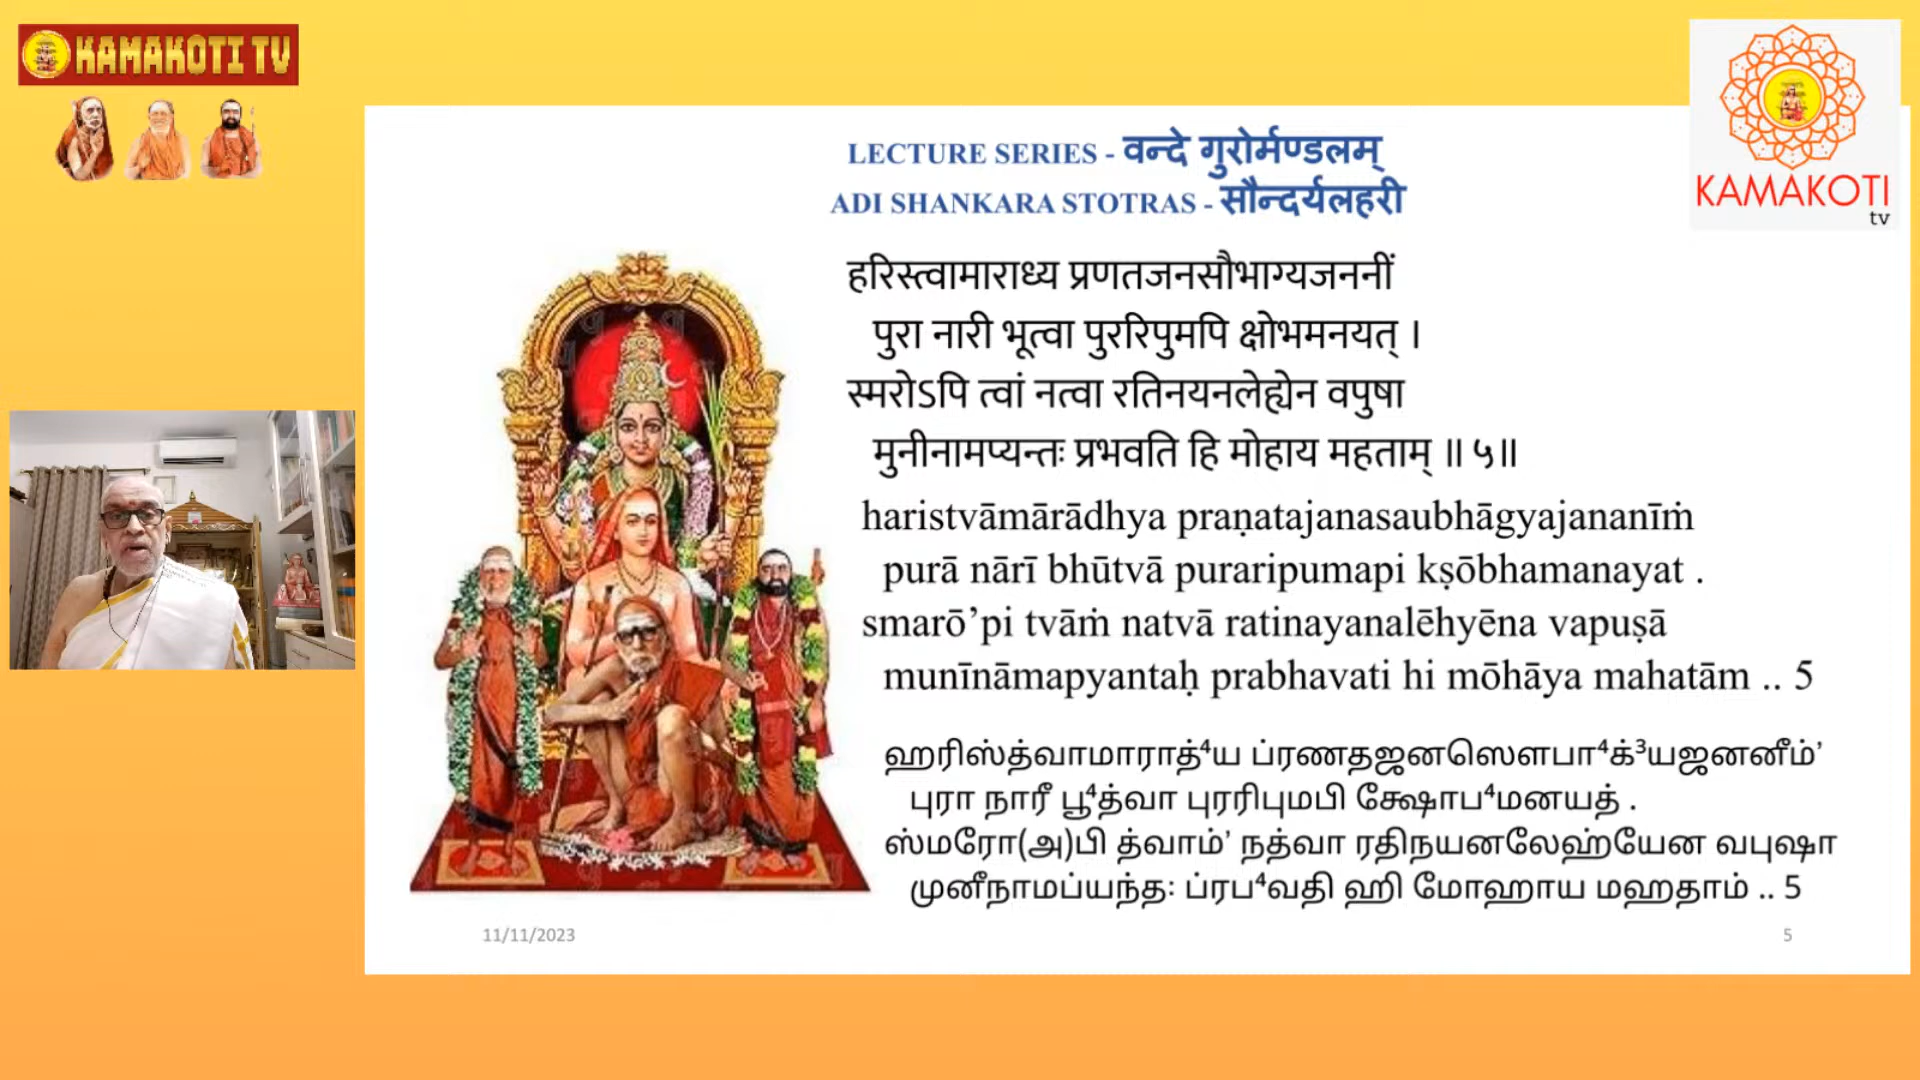 KAMAKOTI TV
KAMAKOTI
tv
LECTURE SERIES - वन्दे गुरोर्मण्डलम्
ADI SHANKARA STOTRAS - सौन्दर्यलहरी
हरिस्त्वामाराध्य प्रणतजनसौभाग्यजननीं
पुरा नारी भूत्वा पुररिपुमपि क्षोभमनयत् ।
स्मरोऽपि त्वां नत्वा रतिनयनलेह्येन वपुषा
मुनीनामप्यन्तः प्रभवति हि मोहाय महताम् ॥ ५॥
haristvāmārādhya praṇatajanasaubhāgyajananīṁ
purā nārī bhūtvā puraripumapi kṣōbhamanayat .
smarō’pi tvāṁ natvā ratinayanalēhyēna vapuṣā
munīnāmapyantaḥ prabhavati hi mōhāya mahatām .. 5
ஹரிஸ்த்வாமாராத்⁴ய ப்ரணதஜனஸௌபா⁴க்³யஜனனீம்’
புரா நாரீ பூ⁴த்வா புரரிபுமபி க்ஷோப⁴மனயத் .
ஸ்மரோ(அ)பி த்வாம்’ நத்வா ரதிநயனலேஹ்யேன வபுஷா
முனீநாமப்யந்த꞉ ப்ரப⁴வதி ஹி மோஹாய மஹதாம் .. 5
11/11/2023
5